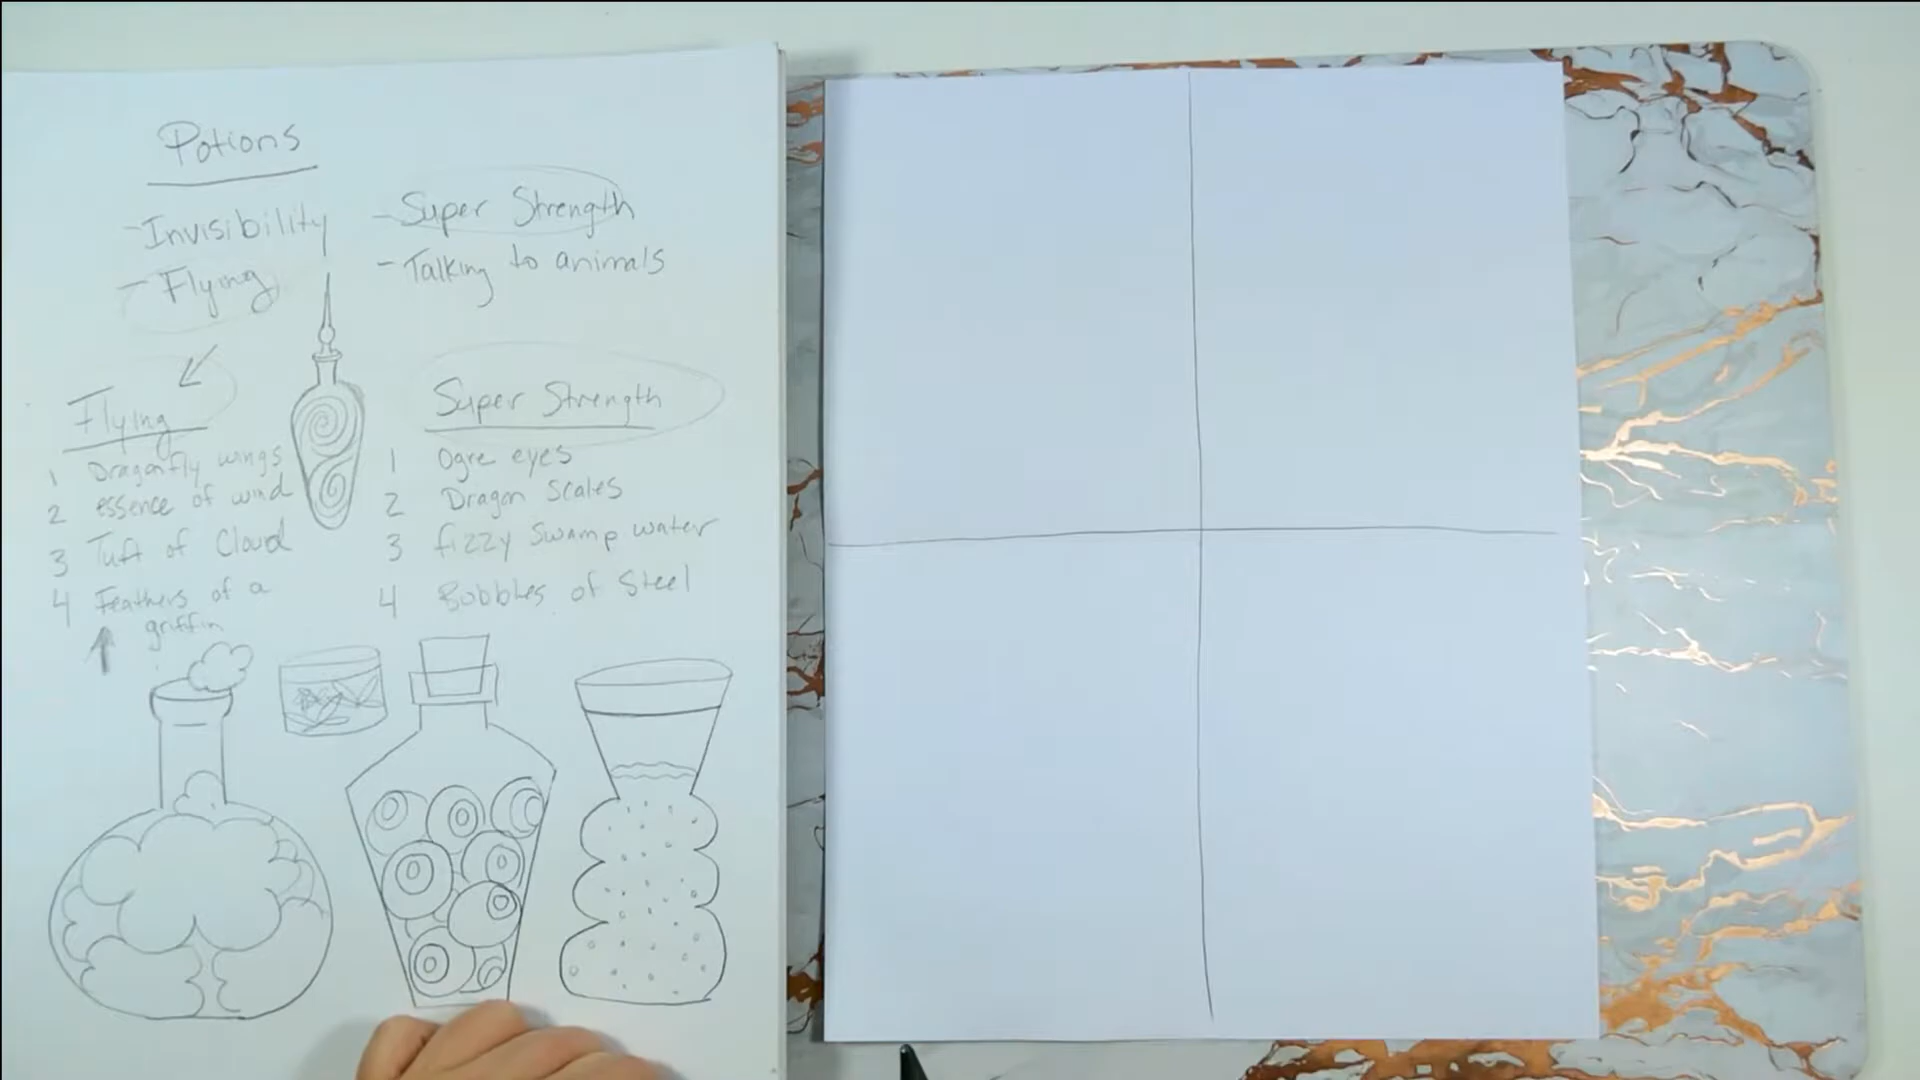 Potions
- Invisibility
- Flying
- Super Strength
- Talking to animals
Flying
1 Dragonfly wings
2 essence of wind
3 Tuft of Cloud
4 Feathers of a
griffin
Super Strength
1 Ogre eyes
2 Dragon Scales
3 fizzy Swamp water
4 Bobbles of Steel